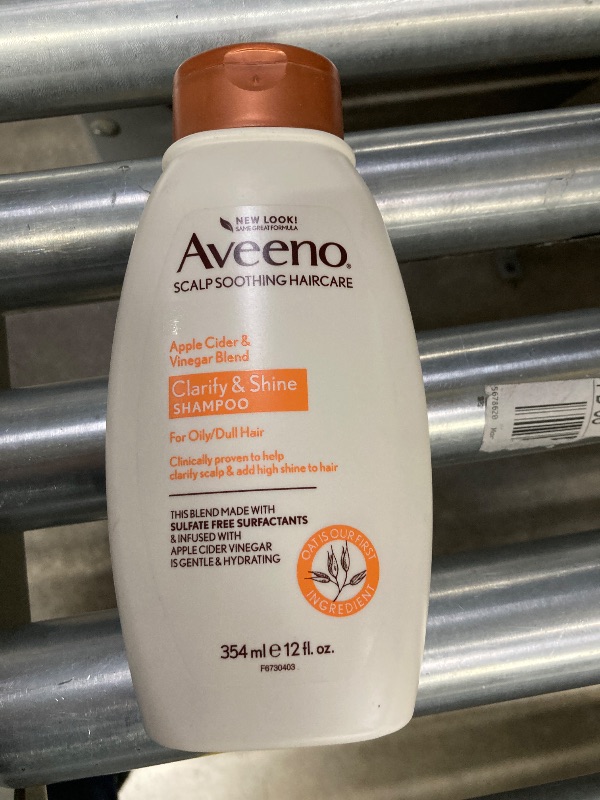 NEW LOOK!
SAME GREAT FORMULA
Aveeno®
SCALP SOOTHING HAIRCARE
Apple Cider &
Vinegar Blend
Clarify & Shine
SHAMPOO
For Oily/Dull Hair
Clinically proven to help
clarify scalp & add high shine to hair
THIS BLEND MADE WITH
SULFATE FREE SURFACTANTS
& INFUSED WITH
APPLE CIDER VINEGAR
IS GENTLE & HYDRATING
OAT IS OUR FIRST
INGREDIENT
354 ml e 12 fl. oz.
F6730403